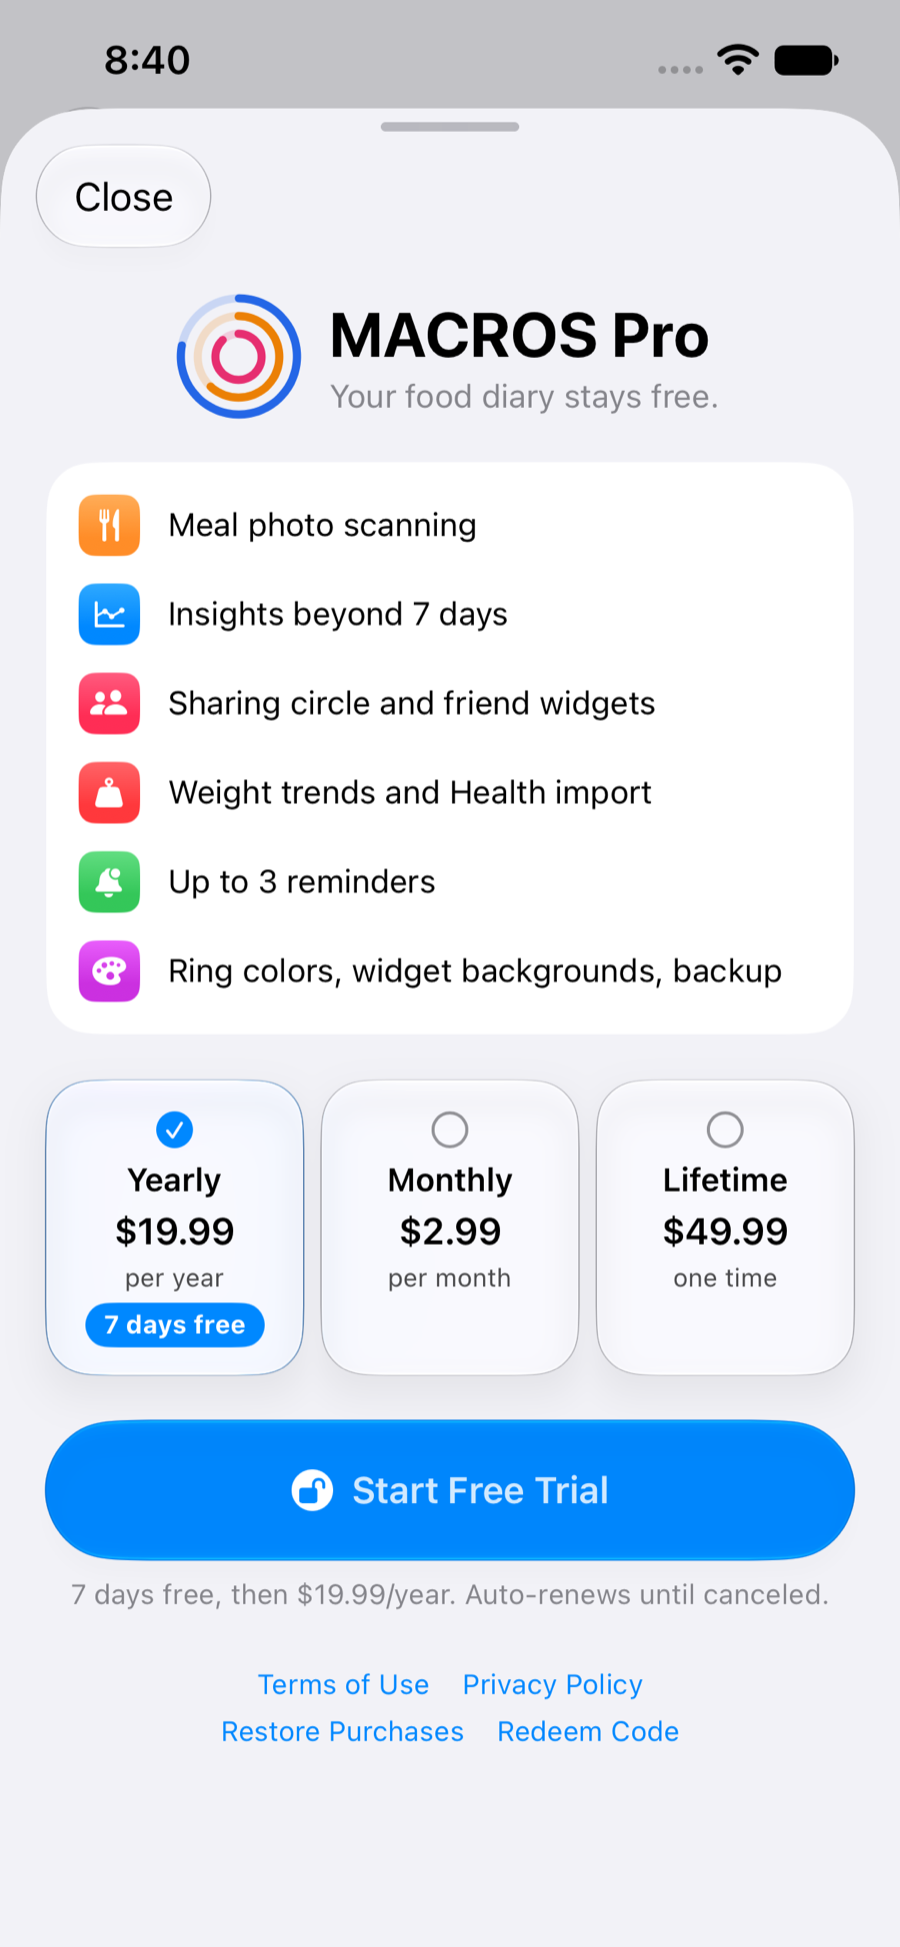 8:40
Close
MACROS Pro
Your food diary stays free.
Meal photo scanning
Insights beyond 7 days
Sharing circle and friend widgets
Weight trends and Health import
Up to 3 reminders
Ring colors, widget backgrounds, backup
Yearly
$19.99
per year
7 days free
Monthly
$2.99
per month
Lifetime
$49.99
one time
Start Free Trial
7 days free, then $19.99/year. Auto-renews until canceled.
Terms of Use Privacy Policy
Restore Purchases Redeem Code